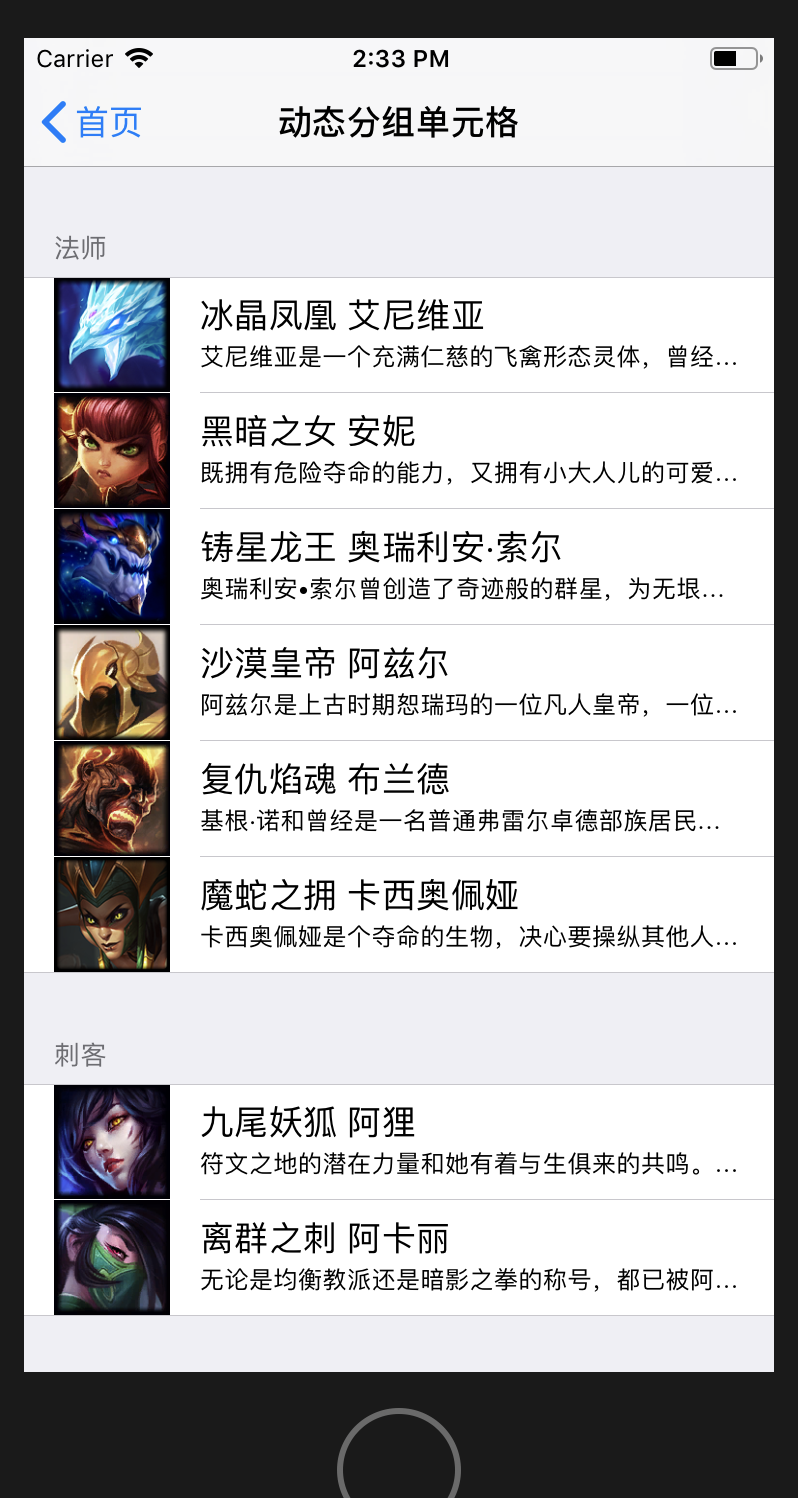 Carrier 2:33 PM
首页 动态分组单元格
法师
冰晶凤凰 艾尼维亚
艾尼维亚是一个充满仁慈的飞禽形态灵体，曾经…
黑暗之女 安妮
既拥有危险夺命的能力，又拥有小大人儿的可爱…
铸星龙王 奥瑞利安·索尔
奥瑞利安•索尔曾创造了奇迹般的群星，为无垠…
沙漠皇帝 阿兹尔
阿兹尔是上古时期恕瑞玛的一位凡人皇帝，一位…
复仇焰魂 布兰德
基根·诺和曾经是一名普通弗雷尔卓德部族居民…
魔蛇之拥 卡西奥佩娅
卡西奥佩娅是个夺命的生物，决心要操纵其他人…
刺客
九尾妖狐 阿狸
符文之地的潜在力量和她有着与生俱来的共鸣。…
离群之刺 阿卡丽
无论是均衡教派还是暗影之拳的称号，都已被阿…